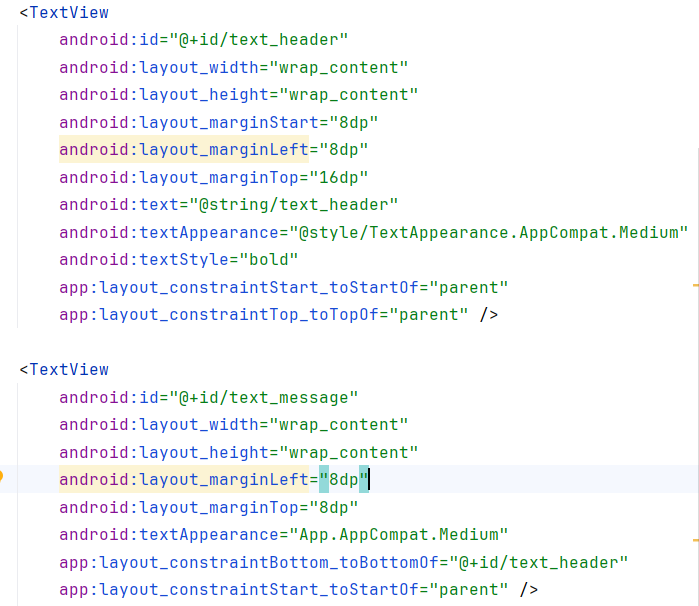 <TextView
android:id="@+id/text_header"
android:layout_width="wrap_content"
android:layout_height="wrap_content"
android:layout_marginStart="8dp"
android:layout_marginLeft="8dp"
android:layout_marginTop="16dp"
android:text="@string/text_header"
android:textAppearance="@style/TextAppearance.AppCompat.Medium"
android:textStyle="bold"
app:layout_constraintStart_toStartOf="parent"
app:layout_constraintTop_toTopOf="parent" />
<TextView
android:id="@+id/text_message"
android:layout_width="wrap_content"
android:layout_height="wrap_content"
android:layout_marginLeft="8dp"
android:layout_marginTop="8dp"
android:textAppearance="App.AppCompat.Medium"
app:layout_constraintBottom_toBottomOf="@+id/text_header"
app:layout_constraintStart_toStartOf="parent" />